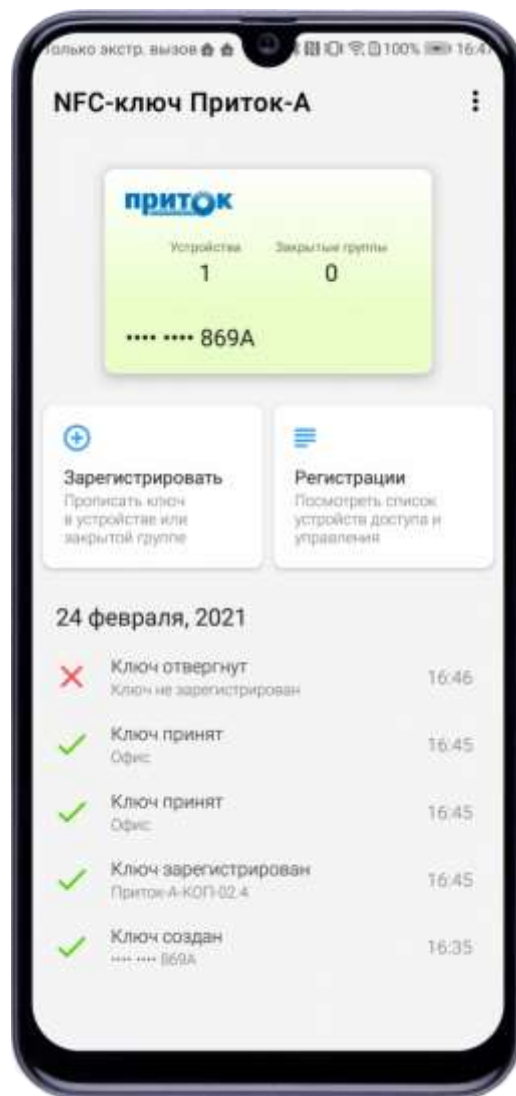 только экстр. вызов 100% 16:47
NFC-ключ Приток-А
приток
Устройства Закрытые группы
1 0
•••• •••• 869A
Зарегистрировать
Прописать ключ
в устройстве или
закрытой группе
Регистрации
Посмотреть список
устройств доступа и
управления
24 февраля, 2021
Ключ отвергнут
Ключ не зарегистрирован
16:46
Ключ принят
Офис
16:45
Ключ принят
Офис
16:45
Ключ зарегистрирован
Приток-А-КОП-02.4
16:45
Ключ создан
•••• •••• 869A
16:35